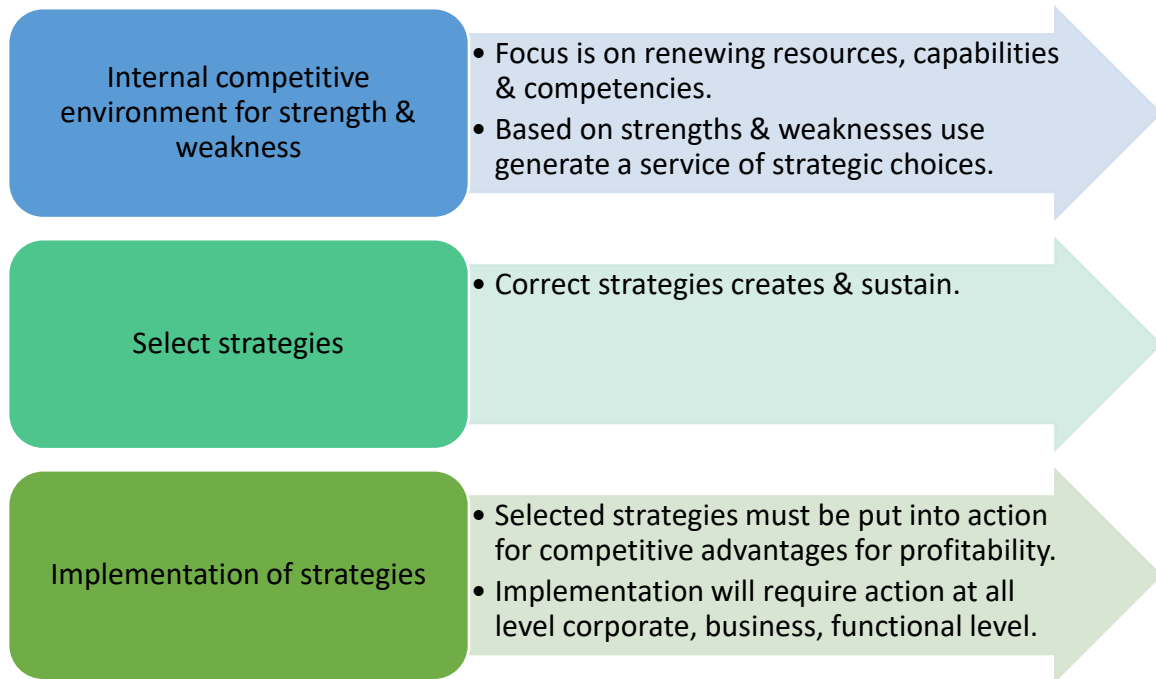 Internal competitive
environment for strength &
weakness
• Focus is on renewing resources, capabilities
& competencies.
• Based on strengths & weaknesses use
generate a service of strategic choices.
Select strategies
• Correct strategies creates & sustain.
Implementation of strategies
• Selected strategies must be put into action
for competitive advantages for profitability.
• Implementation will require action at all
level corporate, business, functional level.